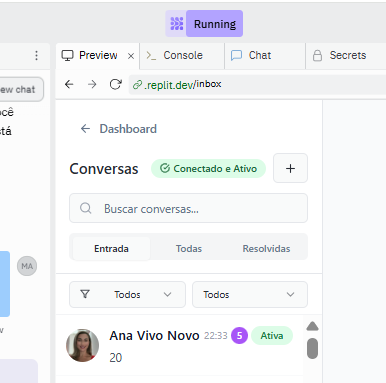 Running
Preview × Console Chat Secrets
ew chat
.replit.dev/inbox
ocê
stá
Dashboard
Conversas Conectado e Ativo +
Buscar conversas...
Entrada Todas Resolvidas
MA
Todos Todos
Ana Vivo Novo 22:33 5 Ativa
20